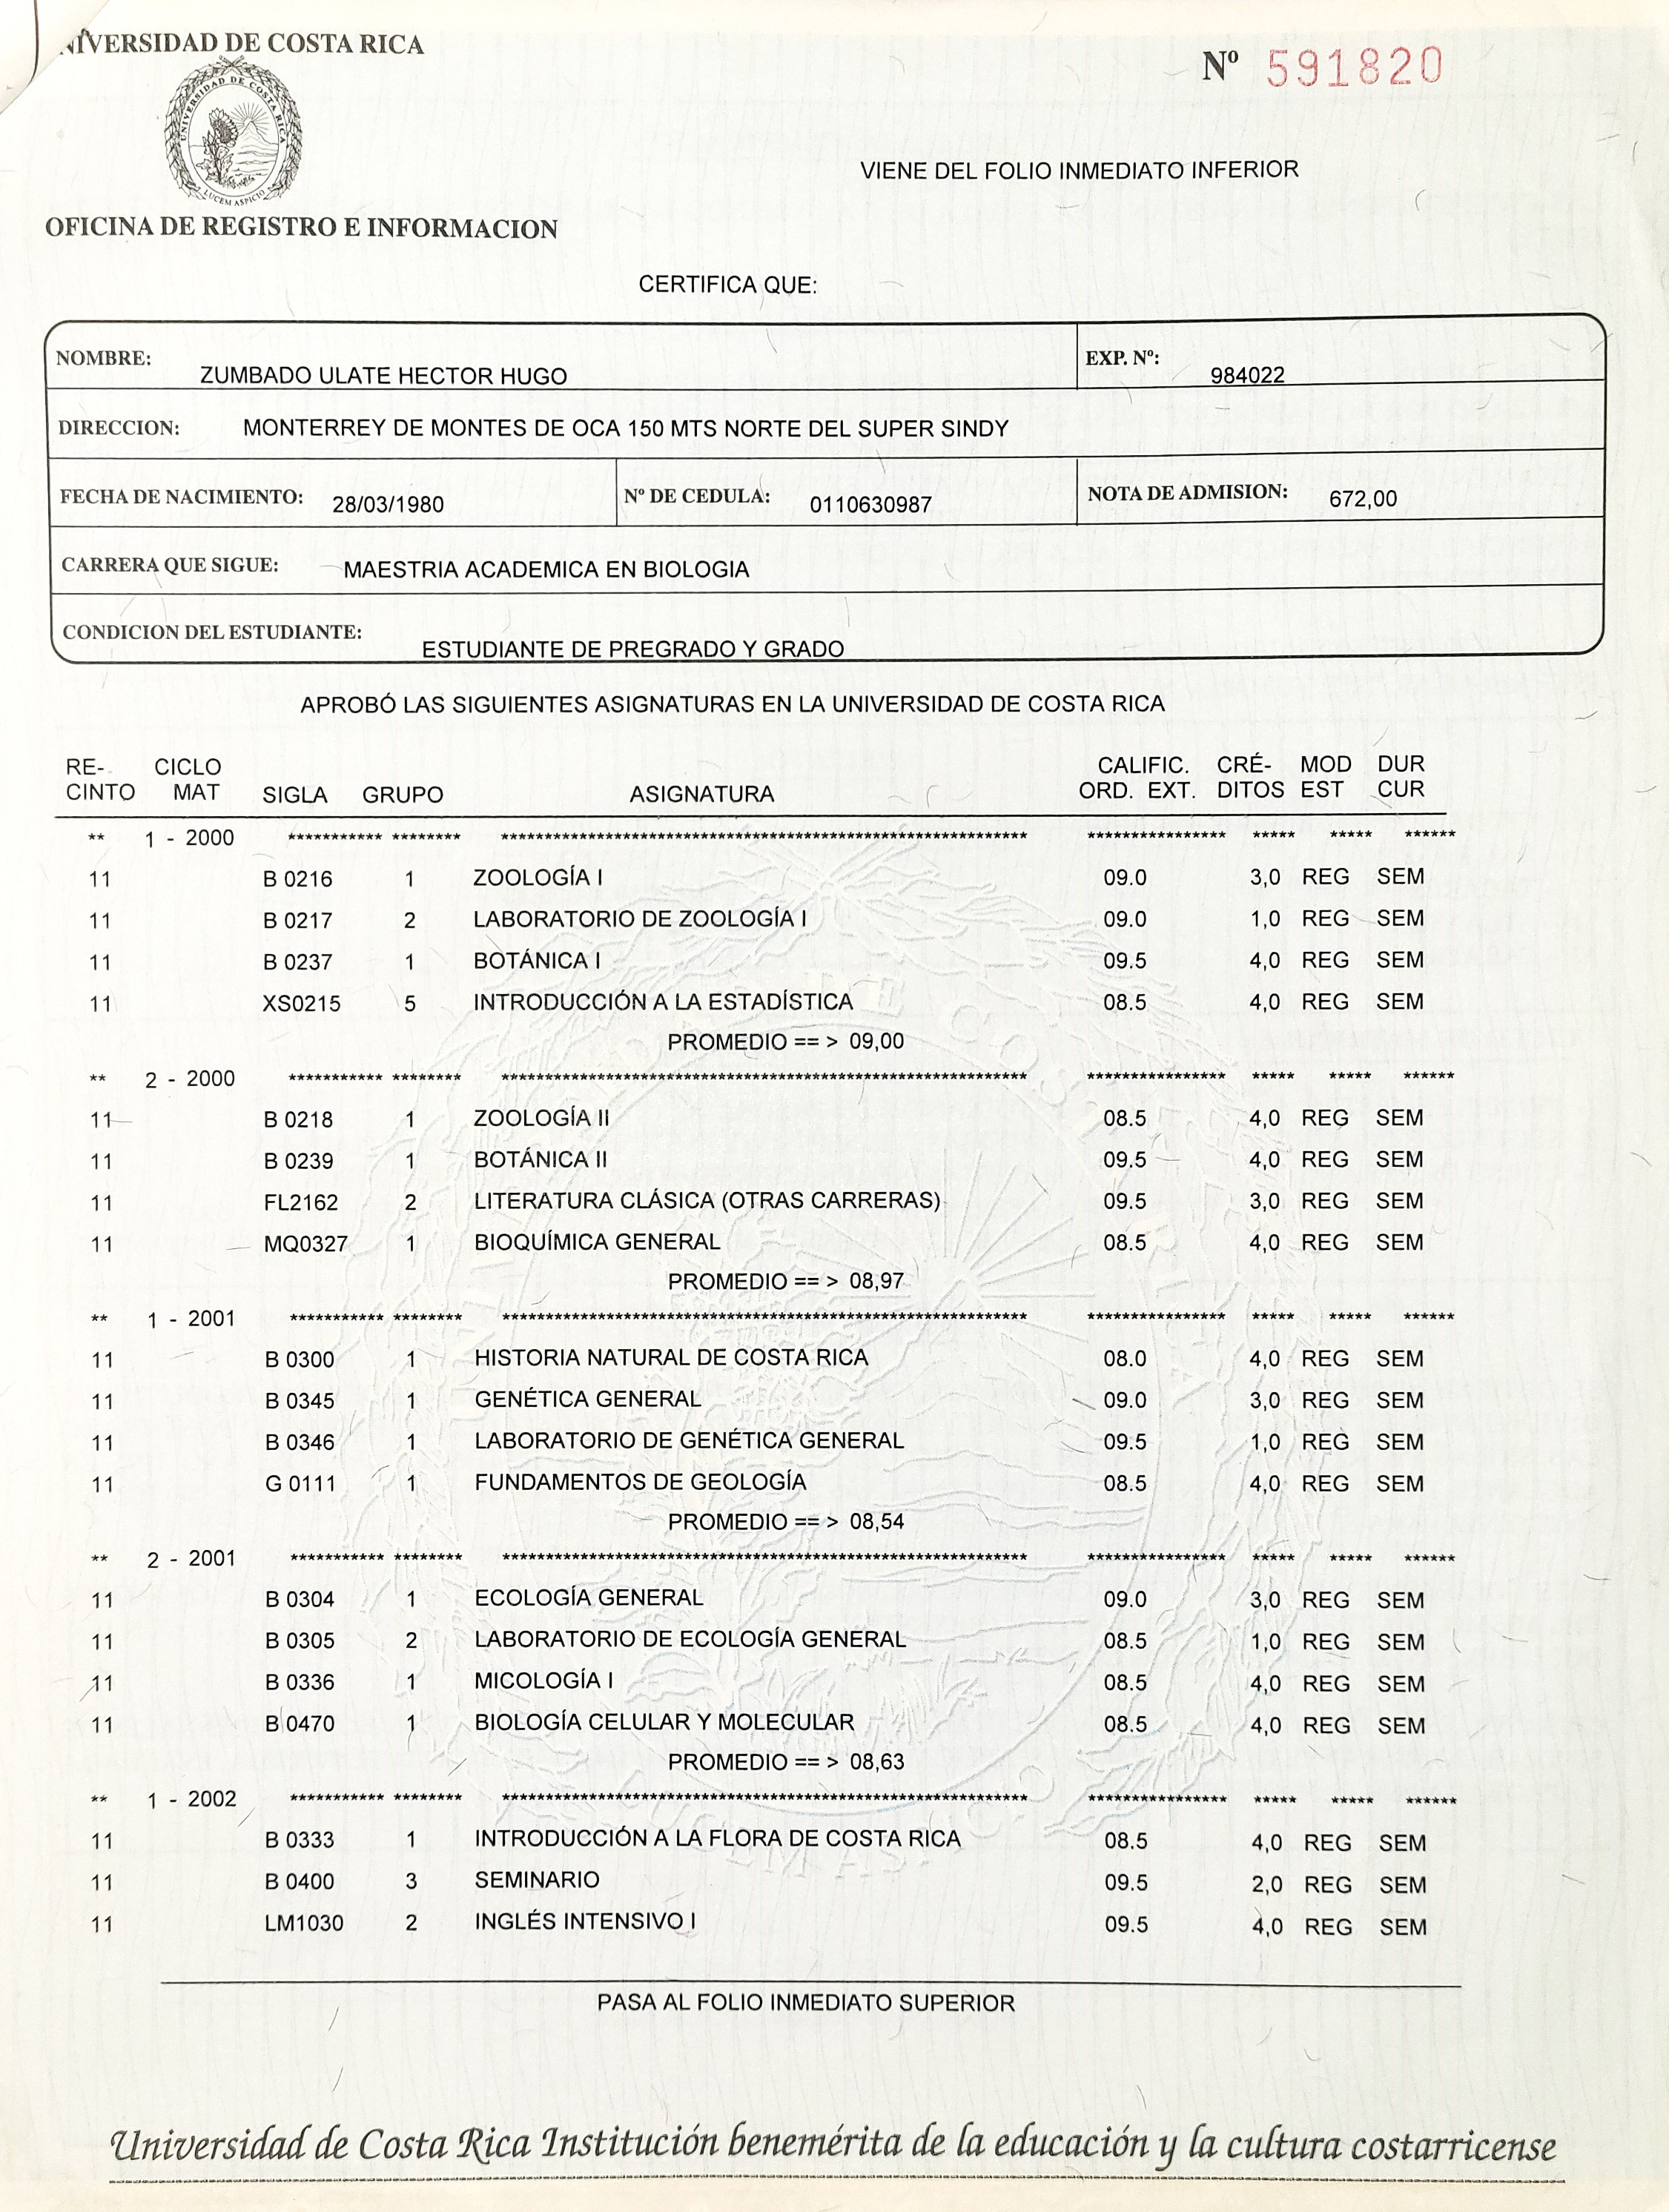 NIVERSIDAD DE COSTA RICA
Nº 591820
UNIVERSIDAD DE COSTA RICA
LUCEM ASPICIO
VIENE DEL FOLIO INMEDIATO INFERIOR
OFICINA DE REGISTRO E INFORMACION
CERTIFICA QUE:
NOMBRE: ZUMBADO ULATE HECTOR HUGO EXP. Nº: 984022
DIRECCION: MONTERREY DE MONTES DE OCA 150 MTS NORTE DEL SUPER SINDY
FECHA DE NACIMIENTO: 28/03/1980 Nº DE CEDULA: 0110630987 NOTA DE ADMISION: 672,00
CARRERA QUE SIGUE: MAESTRIA ACADEMICA EN BIOLOGIA
CONDICION DEL ESTUDIANTE: ESTUDIANTE DE PREGRADO Y GRADO
APROBÓ LAS SIGUIENTES ASIGNATURAS EN LA UNIVERSIDAD DE COSTA RICA
RE- CICLO CALIFIC. CRÉ- MOD DUR
CINTO MAT SIGLA GRUPO ASIGNATURA ORD. EXT. DITOS EST CUR
** 1 - 2000 *********** ******** ************************************************************* **************** ***** ***** ******
11 B 0216 1 ZOOLOGÍA I 09.0 3,0 REG SEM
11 B 0217 2 LABORATORIO DE ZOOLOGÍA I 09.0 1,0 REG SEM
11 B 0237 1 BOTÁNICA I 09.5 4,0 REG SEM
11 XS0215 5 INTRODUCCIÓN A LA ESTADÍSTICA 08.5 4,0 REG SEM
PROMEDIO == > 09,00
** 2 - 2000 *********** ******** ************************************************************* **************** ***** ***** ******
11 B 0218 1 ZOOLOGÍA II 08.5 4,0 REG SEM
11 B 0239 1 BOTÁNICA II 09.5 4,0 REG SEM
11 FL2162 2 LITERATURA CLÁSICA (OTRAS CARRERAS) 09.5 3,0 REG SEM
11 MQ0327 1 BIOQUÍMICA GENERAL 08.5 4,0 REG SEM
PROMEDIO == > 08,97
** 1 - 2001 *********** ******** ************************************************************* **************** ***** ***** ******
11 B 0300 1 HISTORIA NATURAL DE COSTA RICA 08.0 4,0 REG SEM
11 B 0345 1 GENÉTICA GENERAL 09.0 3,0 REG SEM
11 B 0346 1 LABORATORIO DE GENÉTICA GENERAL 09.5 1,0 REG SEM
11 G 0111 1 FUNDAMENTOS DE GEOLOGÍA 08.5 4,0 REG SEM
PROMEDIO == > 08,54
** 2 - 2001 *********** ******** ************************************************************* **************** ***** ***** ******
11 B 0304 1 ECOLOGÍA GENERAL 09.0 3,0 REG SEM
11 B 0305 2 LABORATORIO DE ECOLOGÍA GENERAL 08.5 1,0 REG SEM
11 B 0336 1 MICOLOGÍA I 08.5 4,0 REG SEM
11 B 0470 1 BIOLOGÍA CELULAR Y MOLECULAR 08.5 4,0 REG SEM
PROMEDIO == > 08,63
** 1 - 2002 *********** ******** ************************************************************* **************** ***** ***** ******
11 B 0333 1 INTRODUCCIÓN A LA FLORA DE COSTA RICA 08.5 4,0 REG SEM
11 B 0400 3 SEMINARIO 09.5 2,0 REG SEM
11 LM1030 2 INGLÉS INTENSIVO I 09.5 4,0 REG SEM
PASA AL FOLIO INMEDIATO SUPERIOR
Universidad de Costa Rica Institución benemérita de la educación y la cultura costarricense